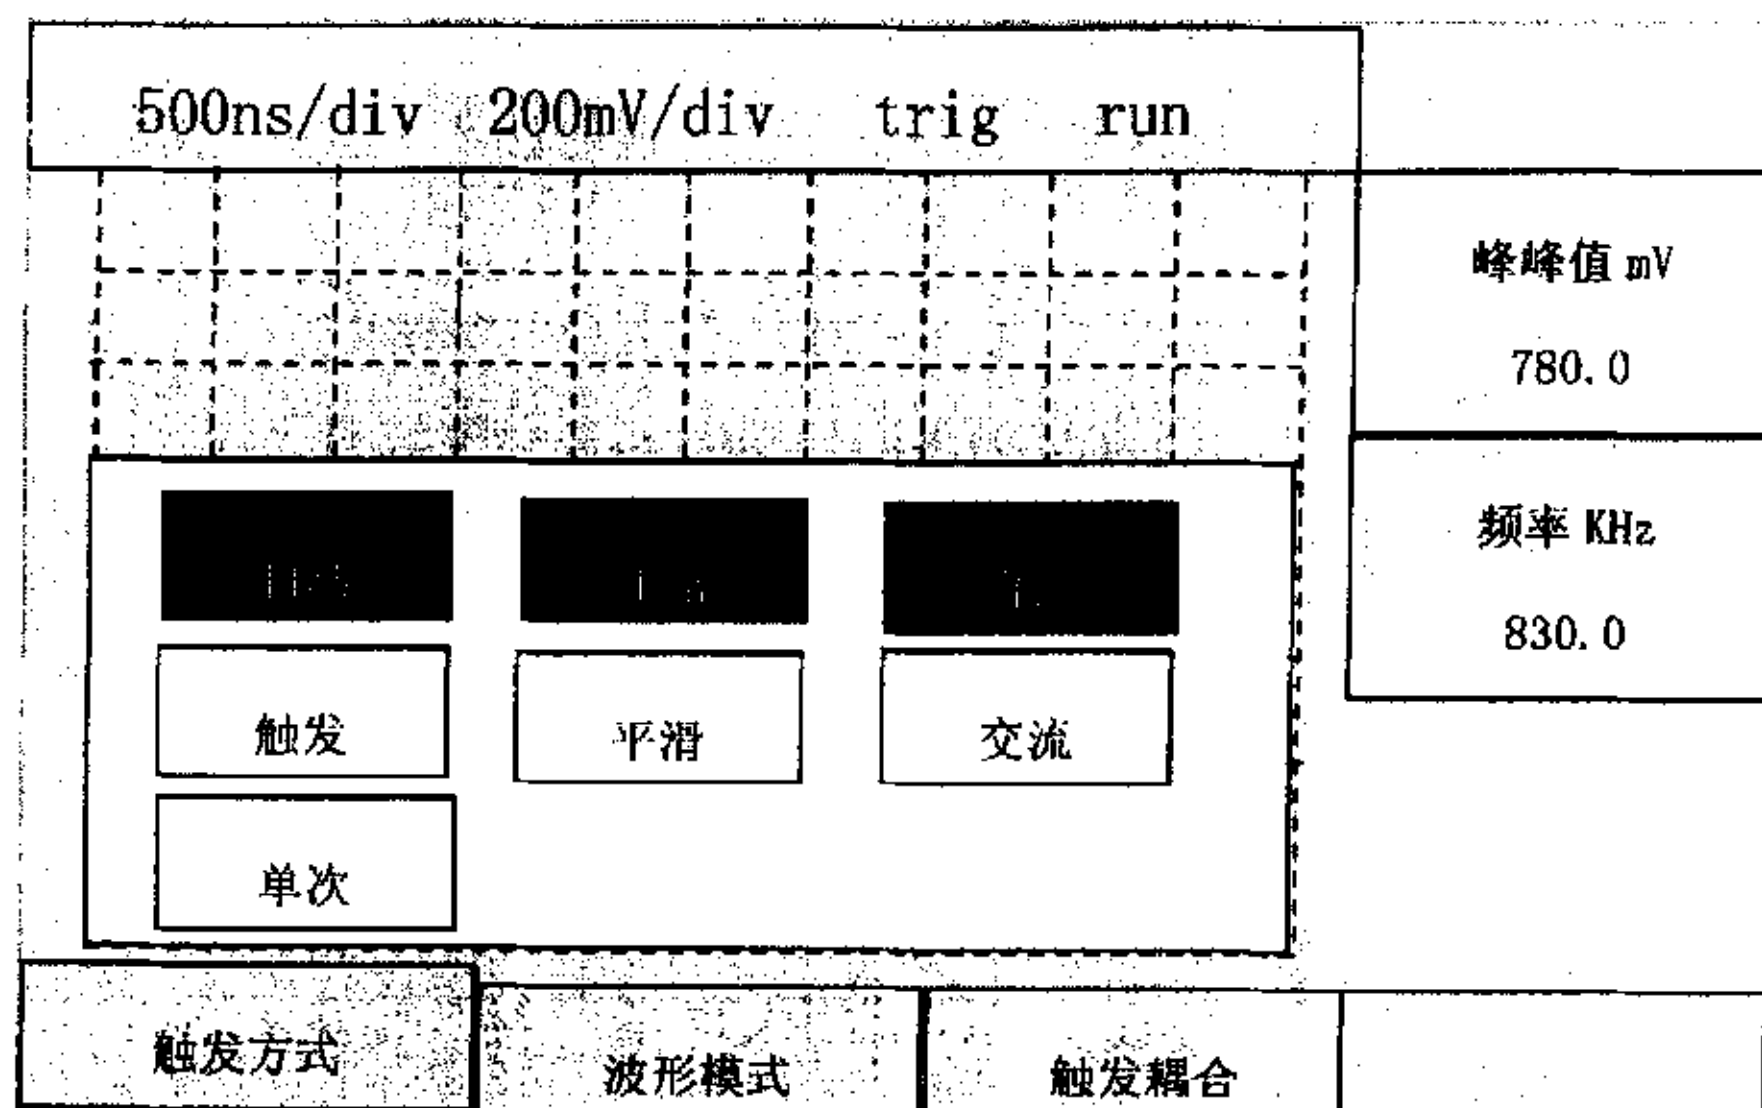 500ns/div 200mV/div trig run
峰峰值 mV
780.0
频率 KHz
830.0
触发 平滑 交流
单次
触发方式 波形模式 触发耦合